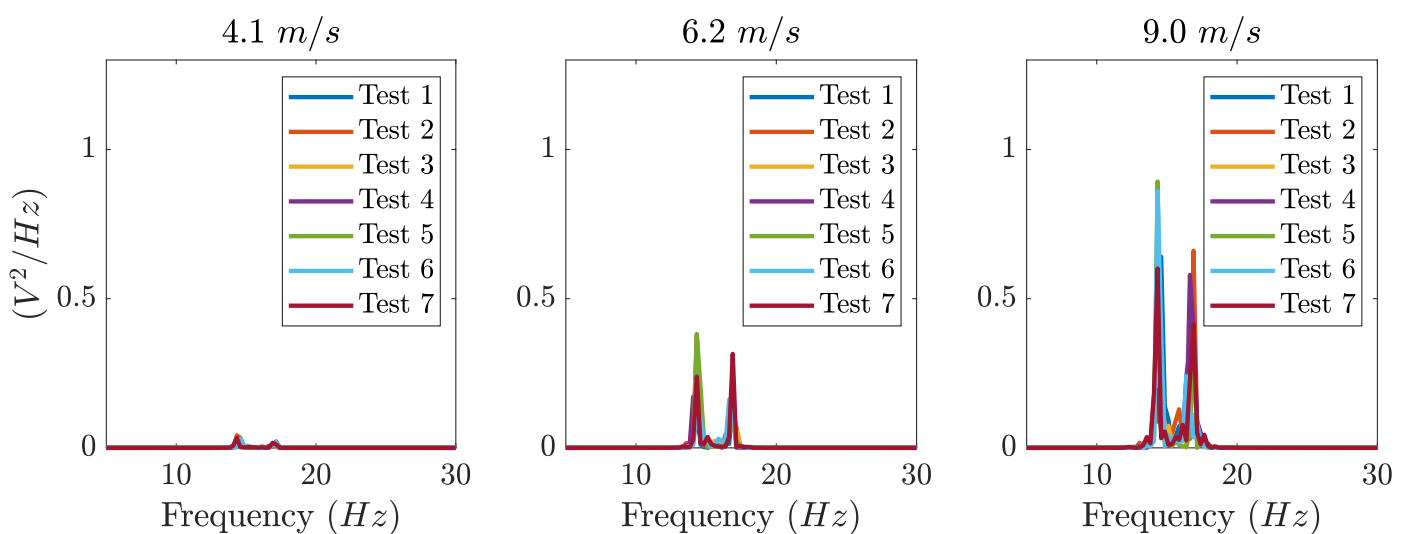 4.1 m/s
(V²/Hz)
1
0.5
0
10 20 30
Frequency (Hz)
Test 1
Test 2
Test 3
Test 4
Test 5
Test 6
Test 7
6.2 m/s
1
0.5
0
10 20 30
Frequency (Hz)
Test 1
Test 2
Test 3
Test 4
Test 5
Test 6
Test 7
9.0 m/s
1
0.5
0
10 20 30
Frequency (Hz)
Test 1
Test 2
Test 3
Test 4
Test 5
Test 6
Test 7